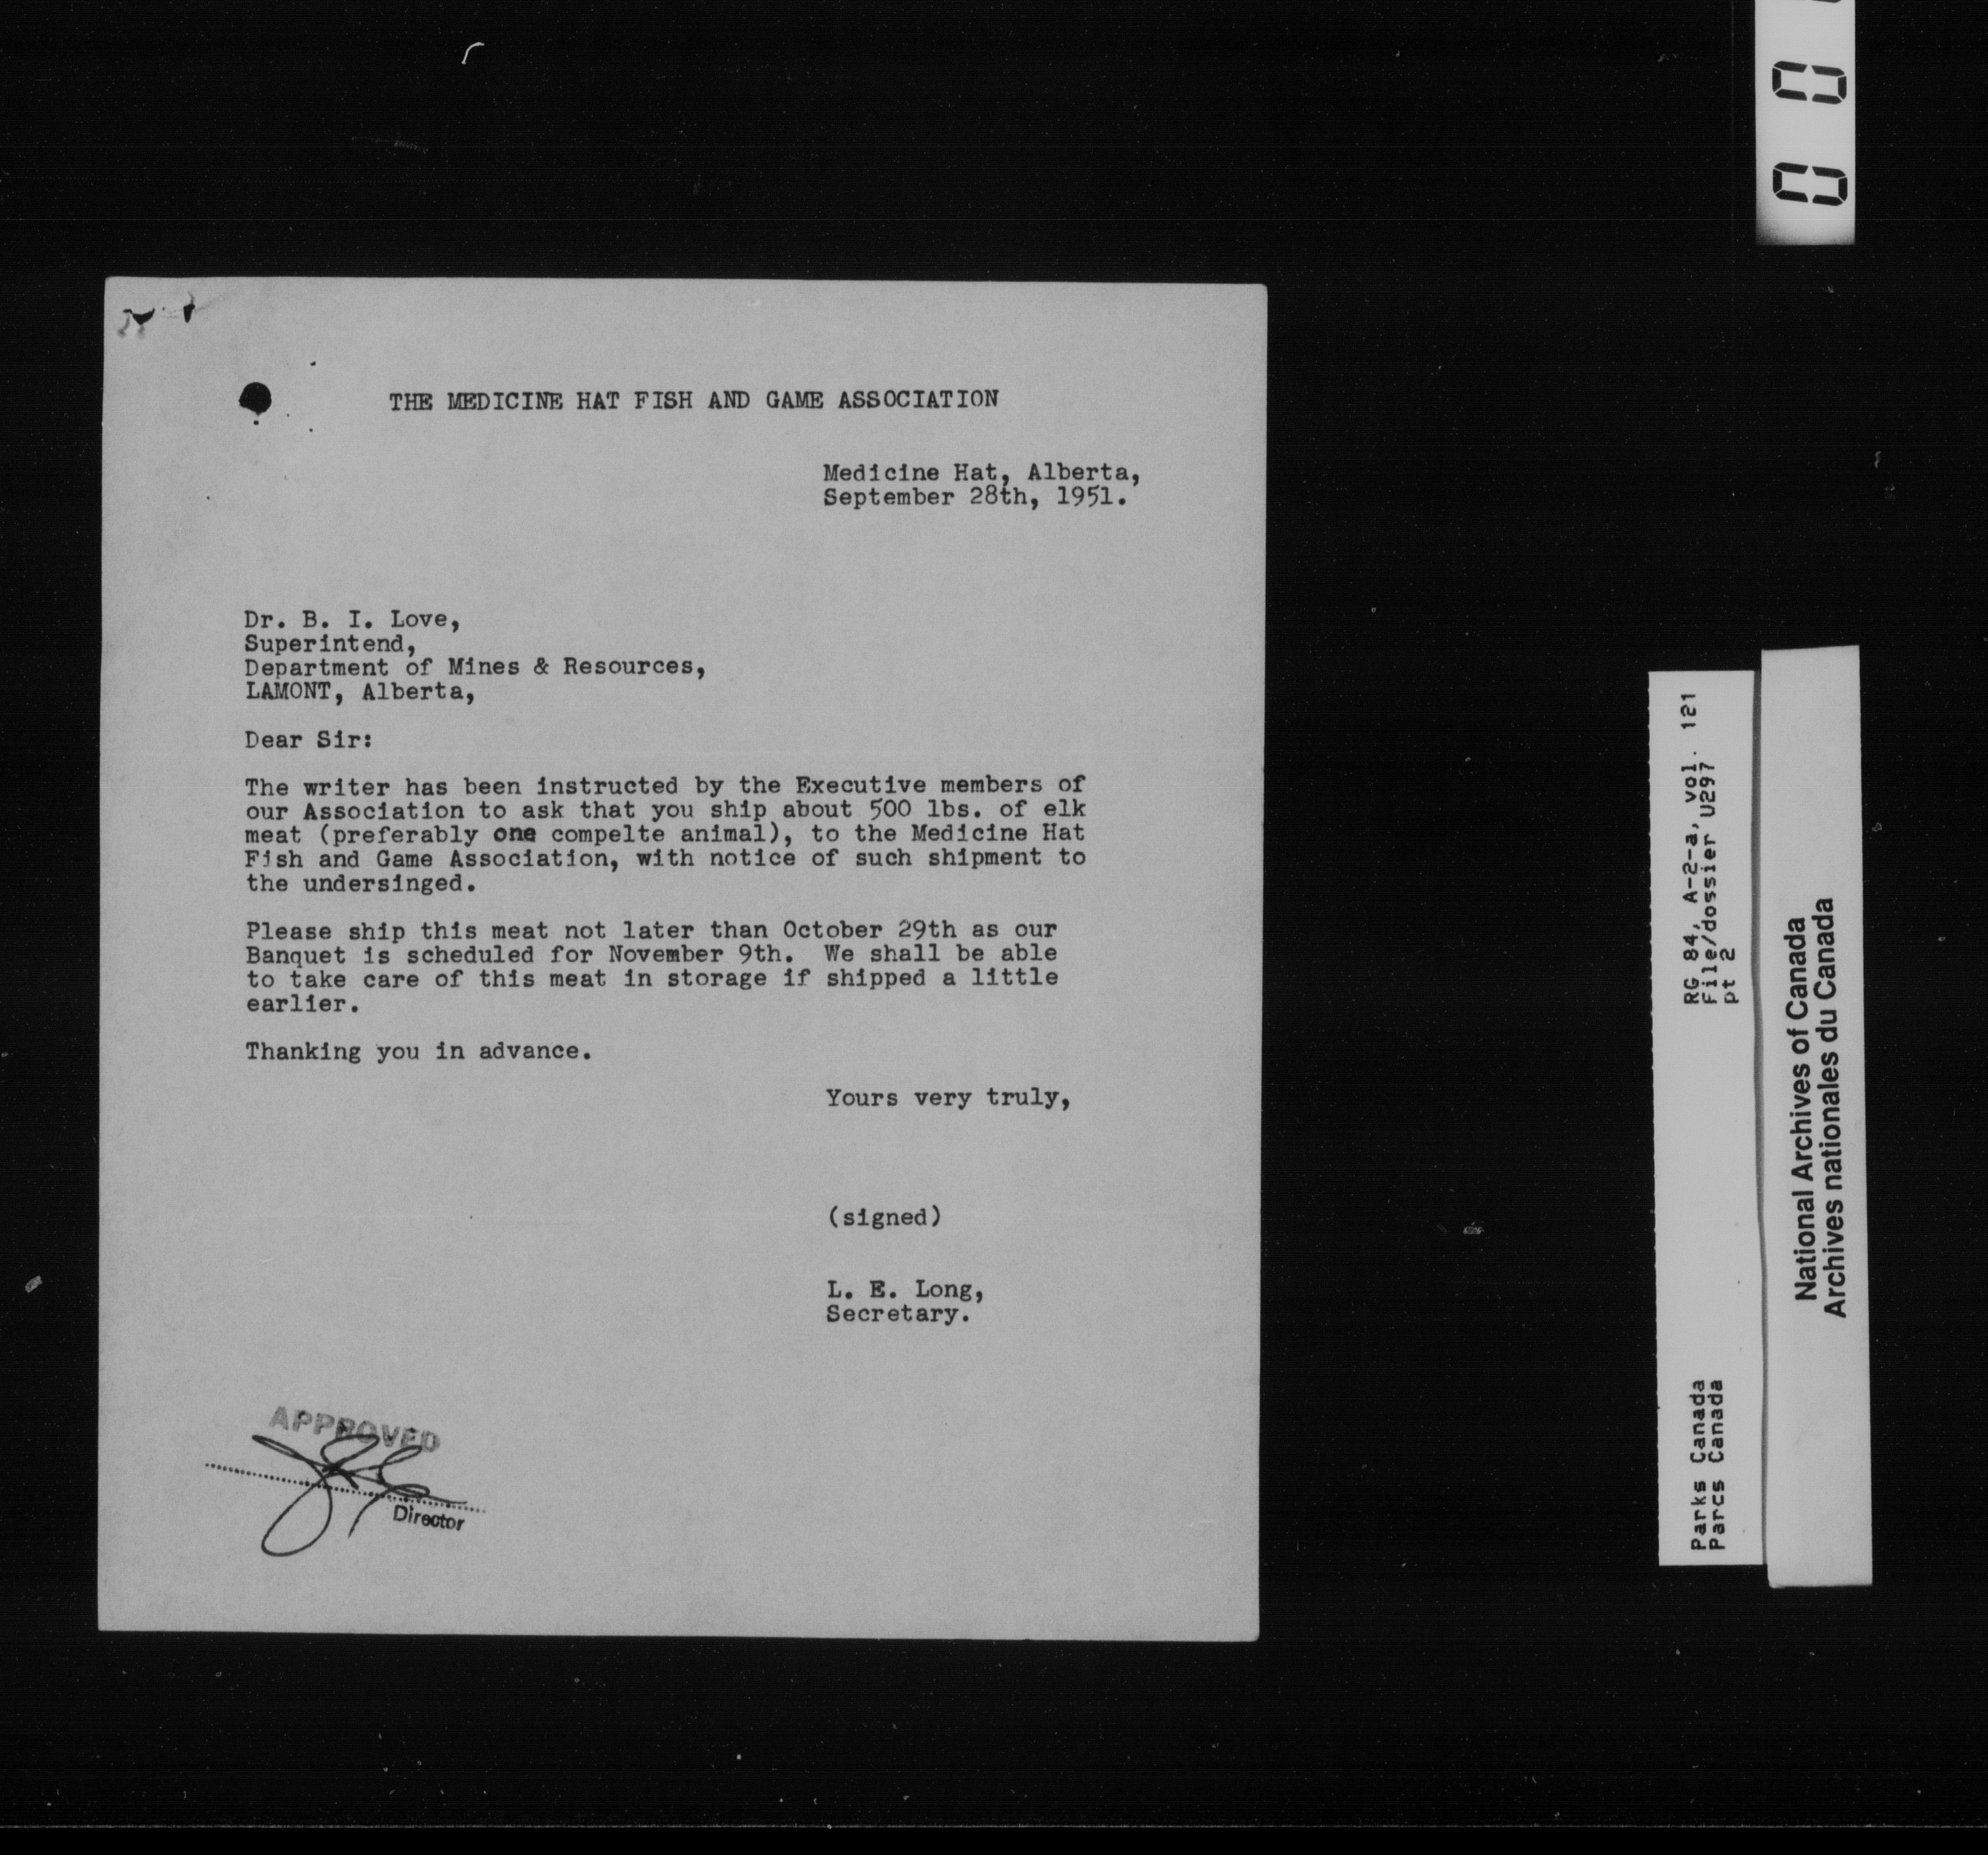 THE MEDICINE HAT FISH AND GAME ASSOCIATION
Medicine Hat, Alberta,
September 28th, 1951.
Dr. B. I. Love,
Superintend,
Department of Mines & Resources,
LAMONT, Alberta,
Dear Sir:
The writer has been instructed by the Executive members of
our Association to ask that you ship about 500 lbs. of elk
meat (preferably one compelte animal), to the Medicine Hat
Fish and Game Association, with notice of such shipment to
the undersinged.
Please ship this meat not later than October 29th as our
Banquet is scheduled for November 9th. We shall be able
to take care of this meat in storage if shipped a little
earlier.
Thanking you in advance.
Yours very truly,
(signed)
L. E. Long,
Secretary.
APPROVED
Director
RG 84, A-2-a, vol. 121
File/dossier U297
pt 2
Parks Canada
Parcs Canada
National Archives of Canada
Archives nationales du Canada
0 0